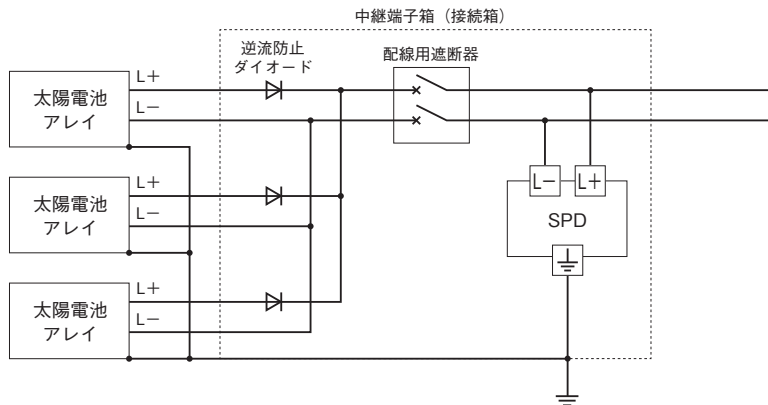 中継端子箱（接続箱）
逆流防止
ダイオード
配線用遮断器
太陽電池
アレイ
L+
L−
太陽電池
アレイ
L+
L−
太陽電池
アレイ
L+
L−
L−
L+
SPD